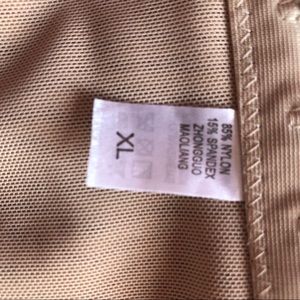 85% NYLON
15% SPANDEX
ZHONGGUO
MAOLIANG
XL